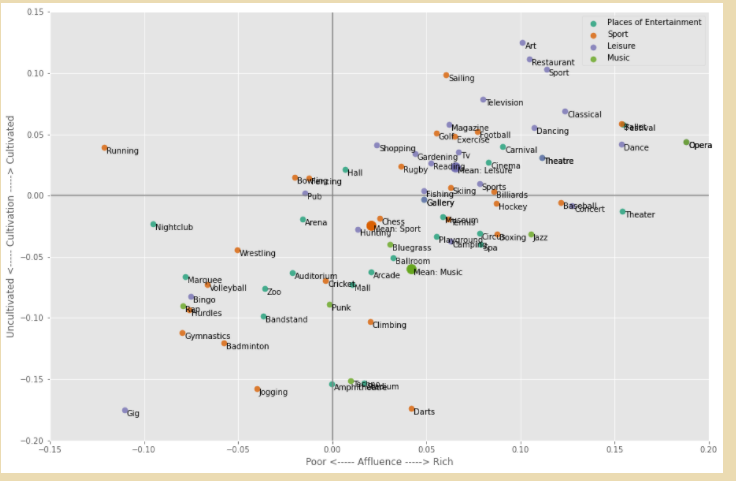 0.15
0.10
0.05
0.00
−0.05
−0.10
−0.15
−0.20
Uncultivated <---- Cultivation ----> Cultivated
Places of Entertainment
Sport
Leisure
Music
Art
Restaurant
Sport
Sailing
Television
Classical
Magazine
Festival
Football
Dancing
Golf
Exercise
Opera
Running
Shopping
Carnival
Dance
Gardening
Tv
Theatre
Reading
Cinema
Rugby
Mean: Leisure
Hall
Bowling
Fencing
Sports
Pub
Fishing
Skiing
Billiards
Gallery
Hockey
Baseball
Concert
Theater
Nightclub
Arena
Chess
Museum
Tennis
Mean: Sport
Hunting
Playground
Circus
Boxing
Jazz
Camping
Spa
Bluegrass
Wrestling
Ballroom
Mean: Music
Marquee
Auditorium
Arcade
Volleyball
Zoo
Cricket
Mall
Bingo
Hurdles
Punk
Bandstand
Climbing
Gymnastics
Badminton
Amphitheatre
Jogging
Darts
Gig
−0.15
−0.10
−0.05
0.00
0.05
0.10
0.15
0.20
Poor <----- Affluence -----> Rich